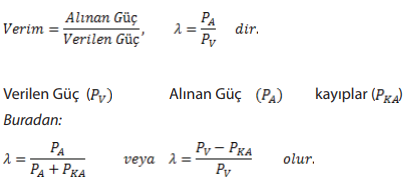 Verim = Alınan Güç / Verilen Güç, λ = P_A / P_V dir.
Verilen Güç (P_V) Alınan Güç (P_A) kayıplar (P_KA)
Buradan:
λ = P_A / (P_A + P_KA) veya λ = (P_V − P_KA) / P_V olur.